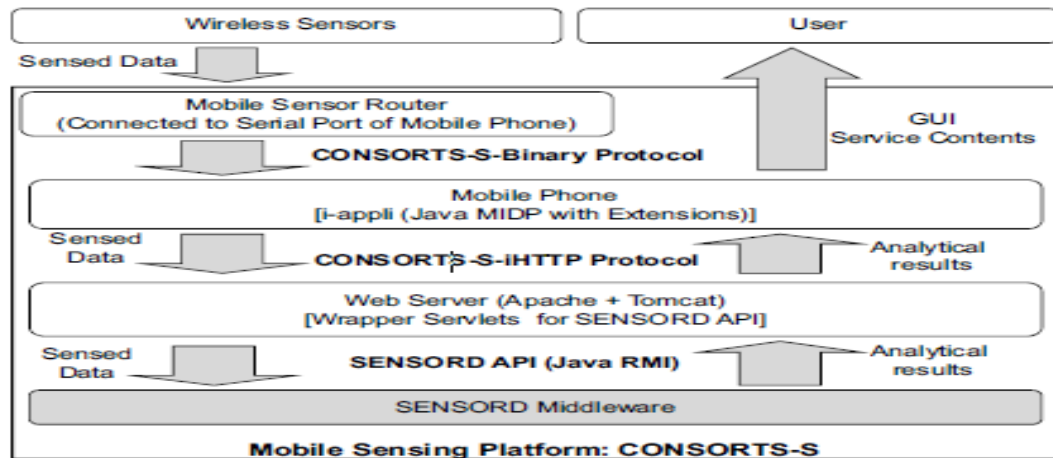 Wireless Sensors
User
Sensed Data
Mobile Sensor Router
(Connected to Serial Port of Mobile Phone)
GUI
Service Contents
CONSORTS-S-Binary Protocol
Mobile Phone
[i-appli (Java MIDP with Extensions)]
Sensed
Data
CONSORTS-S-iHTTP Protocol
Analytical
results
Web Server (Apache + Tomcat)
[Wrapper Servlets for SENSORD API]
Sensed
Data
SENSORD API (Java RMI)
Analytical
results
SENSORD Middleware
Mobile Sensing Platform: CONSORTS-S